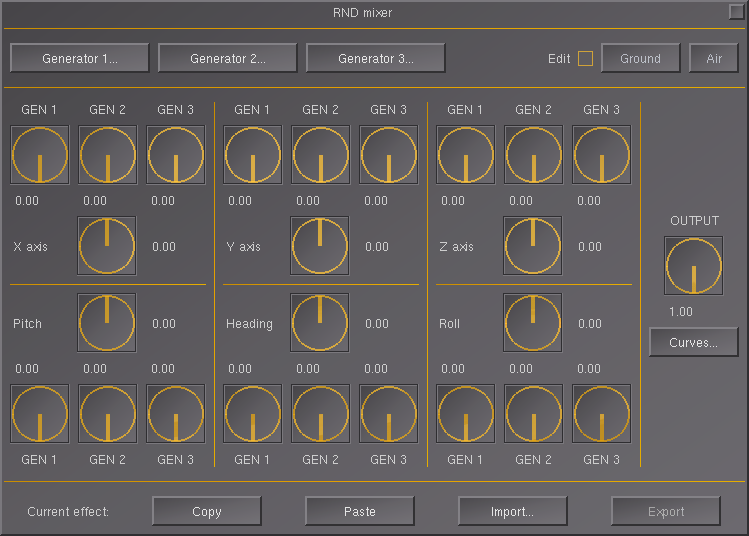 RND mixer
Generator 1... Generator 2... Generator 3... Edit Ground Air
GEN 1 GEN 2 GEN 3 GEN 1 GEN 2 GEN 3 GEN 1 GEN 2 GEN 3
0.00 0.00 0.00 0.00 0.00 0.00 0.00 0.00 0.00
OUTPUT
X axis 0.00 Y axis 0.00 Z axis 0.00
1.00
Pitch 0.00 Heading 0.00 Roll 0.00
Curves...
0.00 0.00 0.00 0.00 0.00 0.00 0.00 0.00 0.00
GEN 1 GEN 2 GEN 3 GEN 1 GEN 2 GEN 3 GEN 1 GEN 2 GEN 3
Current effect: Copy Paste Import... Export